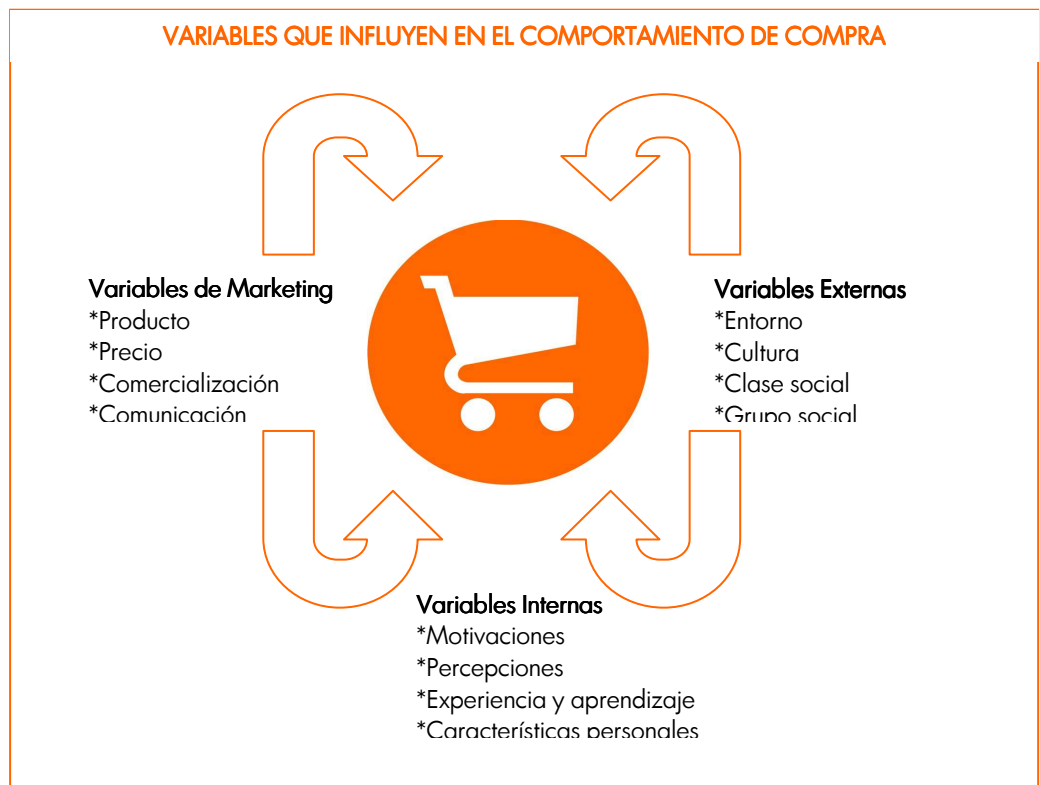 VARIABLES QUE INFLUYEN EN EL COMPORTAMIENTO DE COMPRA
Variables de Marketing
*Producto
*Precio
*Comercialización
*Comunicación
Variables Externas
*Entorno
*Cultura
*Clase social
*Grupo social
Variables Internas
*Motivaciones
*Percepciones
*Experiencia y aprendizaje
*Características personales